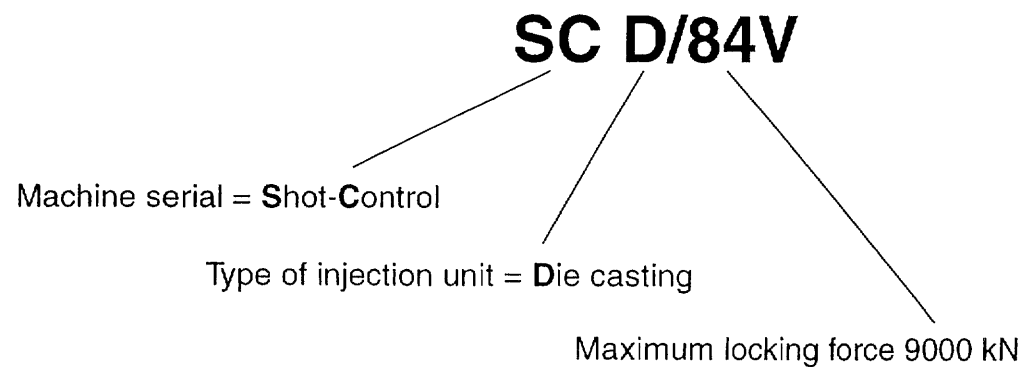 SC D/84V
Machine serial = Shot-Control
Type of injection unit = Die casting
Maximum locking force 9000 kN